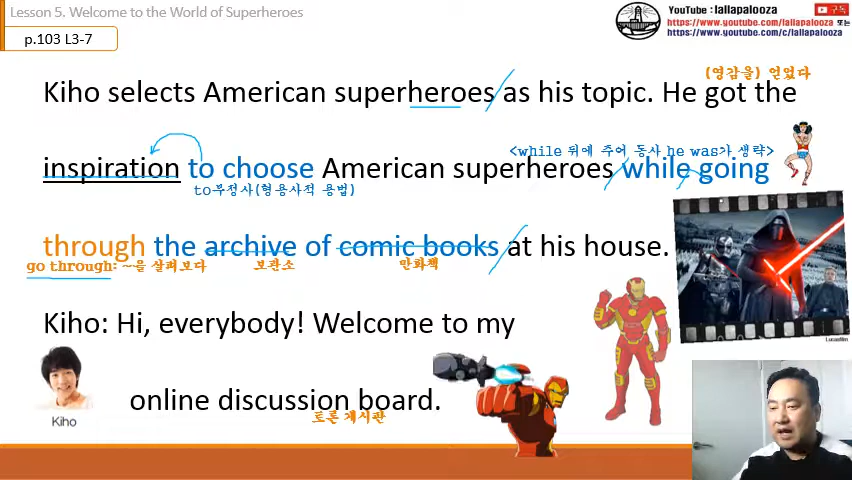 Lesson 5. Welcome to the World of Superheroes
YouTube : lallapalooza
구독
https://www.youtube.com/lallapalooza 또는
https://www.youtube.com/c/lallapalooza
p.103 L3-7
(영감을) 얻었다
Kiho selects American superheroes as his topic. He got the
<while 뒤에 주어 동사 he was가 생략>
inspiration to choose American superheroes while going
to부정사(형용사적 용법)
through the archive of comic books at his house.
go through: ~을 살펴보다 보관소 만화책
Lucasfilm
Kiho: Hi, everybody! Welcome to my
online discussion board.
토론 게시판
Kiho